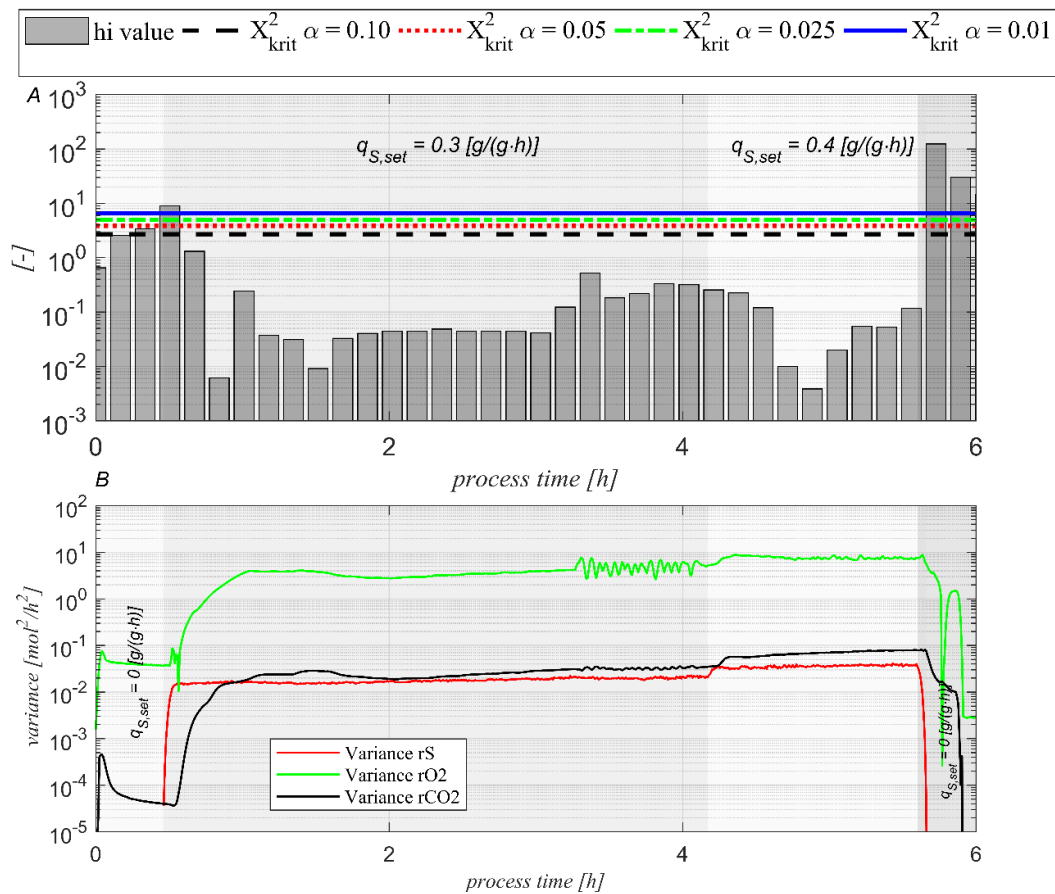 hi value X²krit α = 0.10 X²krit α = 0.05 X²krit α = 0.025 X²krit α = 0.01
A
10³
10²
10¹
10⁰
10⁻¹
10⁻²
10⁻³
[-]
qS,set = 0.3 [g/(g·h)]
qS,set = 0.4 [g/(g·h)]
0 2 4 6
process time [h]
B
10²
10¹
10⁰
10⁻¹
10⁻²
10⁻³
10⁻⁴
10⁻⁵
variance [mol²/h²]
qS,set = 0 [g/(g·h)]
qS,set = 0 [g/(g·h)]
Variance rS
Variance rO2
Variance rCO2
0 2 4 6
process time [h]